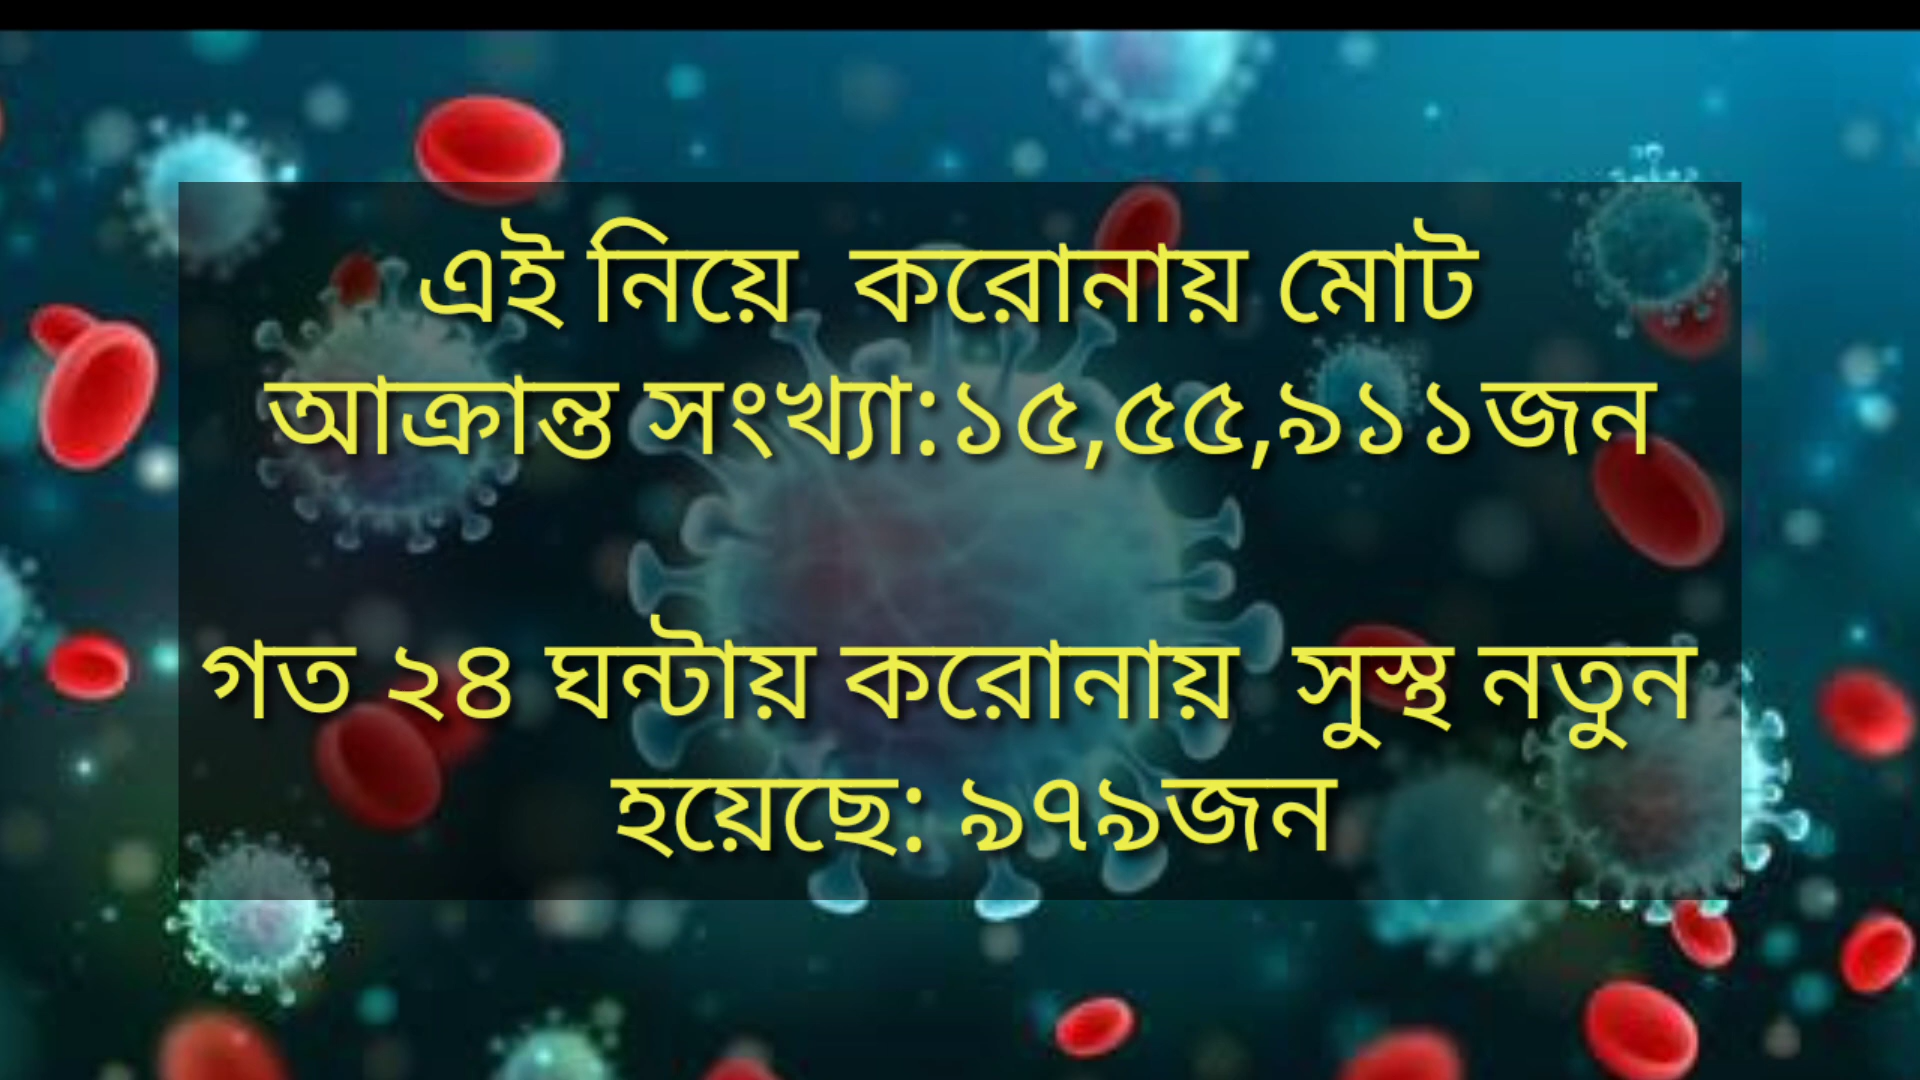 এই নিয়ে করোনায় মোট
আক্রান্ত সংখ্যা:১৫,৫৫,৯১১জন
গত ২৪ ঘন্টায় করোনায় সুস্থ নতুন
হয়েছে: ৯৭৯জন